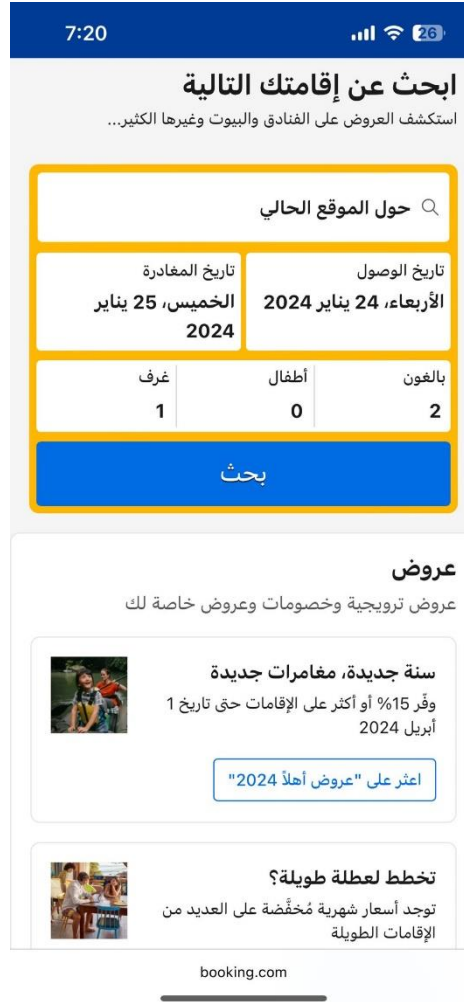 7:20
26
ابحث عن إقامتك التالية
استكشف العروض على الفنادق والبيوت وغيرها الكثير...
حول الموقع الحالي
تاريخ الوصول
الأربعاء، 24 يناير 2024
تاريخ المغادرة
الخميس، 25 يناير
2024
بالغون
2
أطفال
0
غرف
1
بحث
عروض
عروض ترويجية وخصومات وعروض خاصة لك
سنة جديدة، مغامرات جديدة
وفّر 15% أو أكثر على الإقامات حتى تاريخ 1
أبريل 2024
اعثر على "عروض أهلاً 2024"
تخطط لعطلة طويلة؟
توجد أسعار شهرية مُخفَّضة على العديد من
الإقامات الطويلة
booking.com